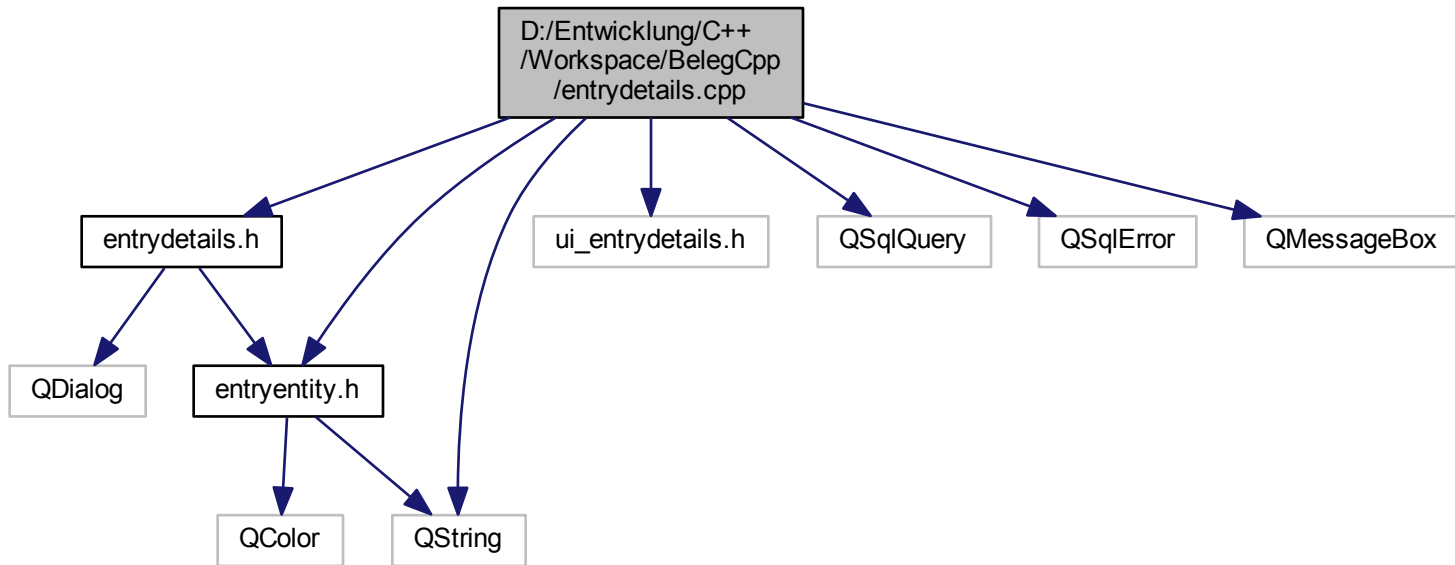 D:/Entwicklung/C++
/Workspace/BelegCpp
/entrydetails.cpp
entrydetails.h
ui_entrydetails.h
QSqlQuery
QSqlError
QMessageBox
QDialog
entryentity.h
QColor
QString